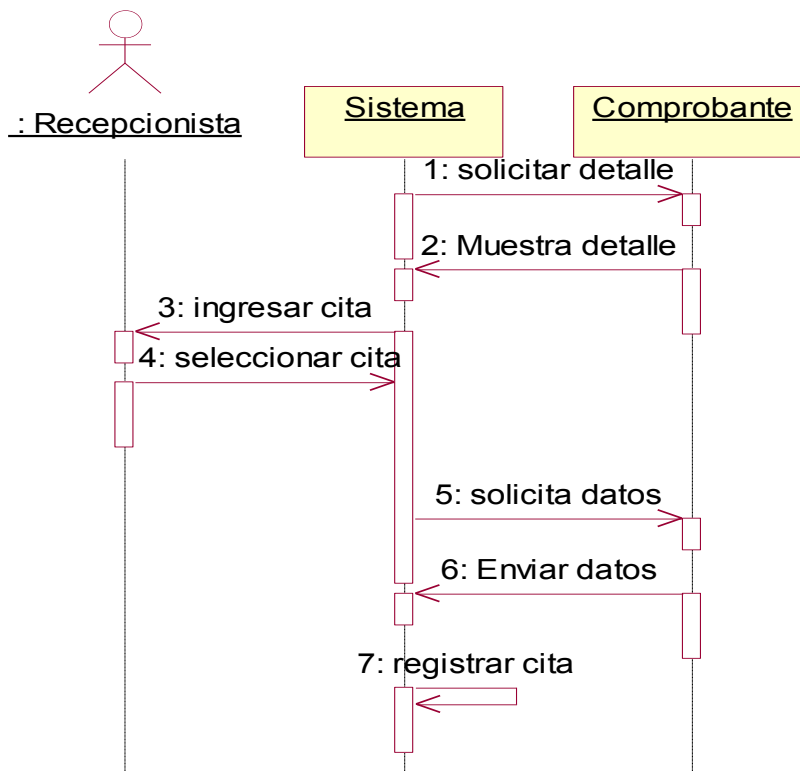 : Recepcionista
Sistema
Comprobante
1: solicitar detalle
2: Muestra detalle
3: ingresar cita
4: seleccionar cita
5: solicita datos
6: Enviar datos
7: registrar cita